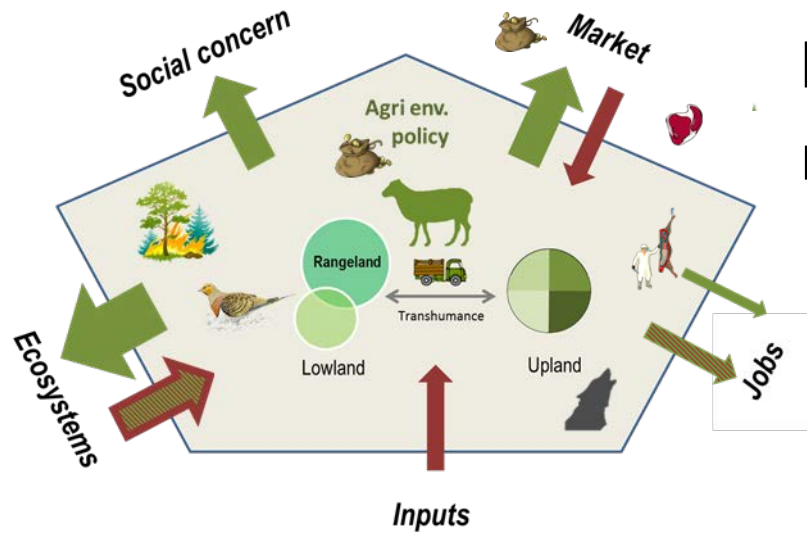 Social concern
Market
Agri env.
policy
Rangeland
Transhumance
Lowland
Upland
Ecosystems
Jobs
Inputs